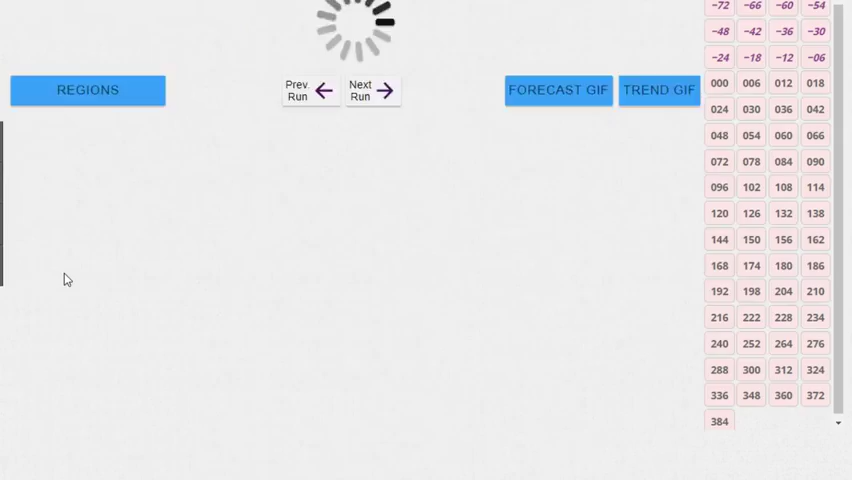 −72 −66 −60 −54
−48 −42 −36 −30
−24 −18 −12 −06
REGIONS
Prev. Run
Next Run
FORECAST GIF
TREND GIF
000 006 012 018
024 030 036 042
048 054 060 066
072 078 084 090
096 102 108 114
120 126 132 138
144 150 156 162
168 174 180 186
192 198 204 210
216 222 228 234
240 252 264 276
288 300 312 324
336 348 360 372
384